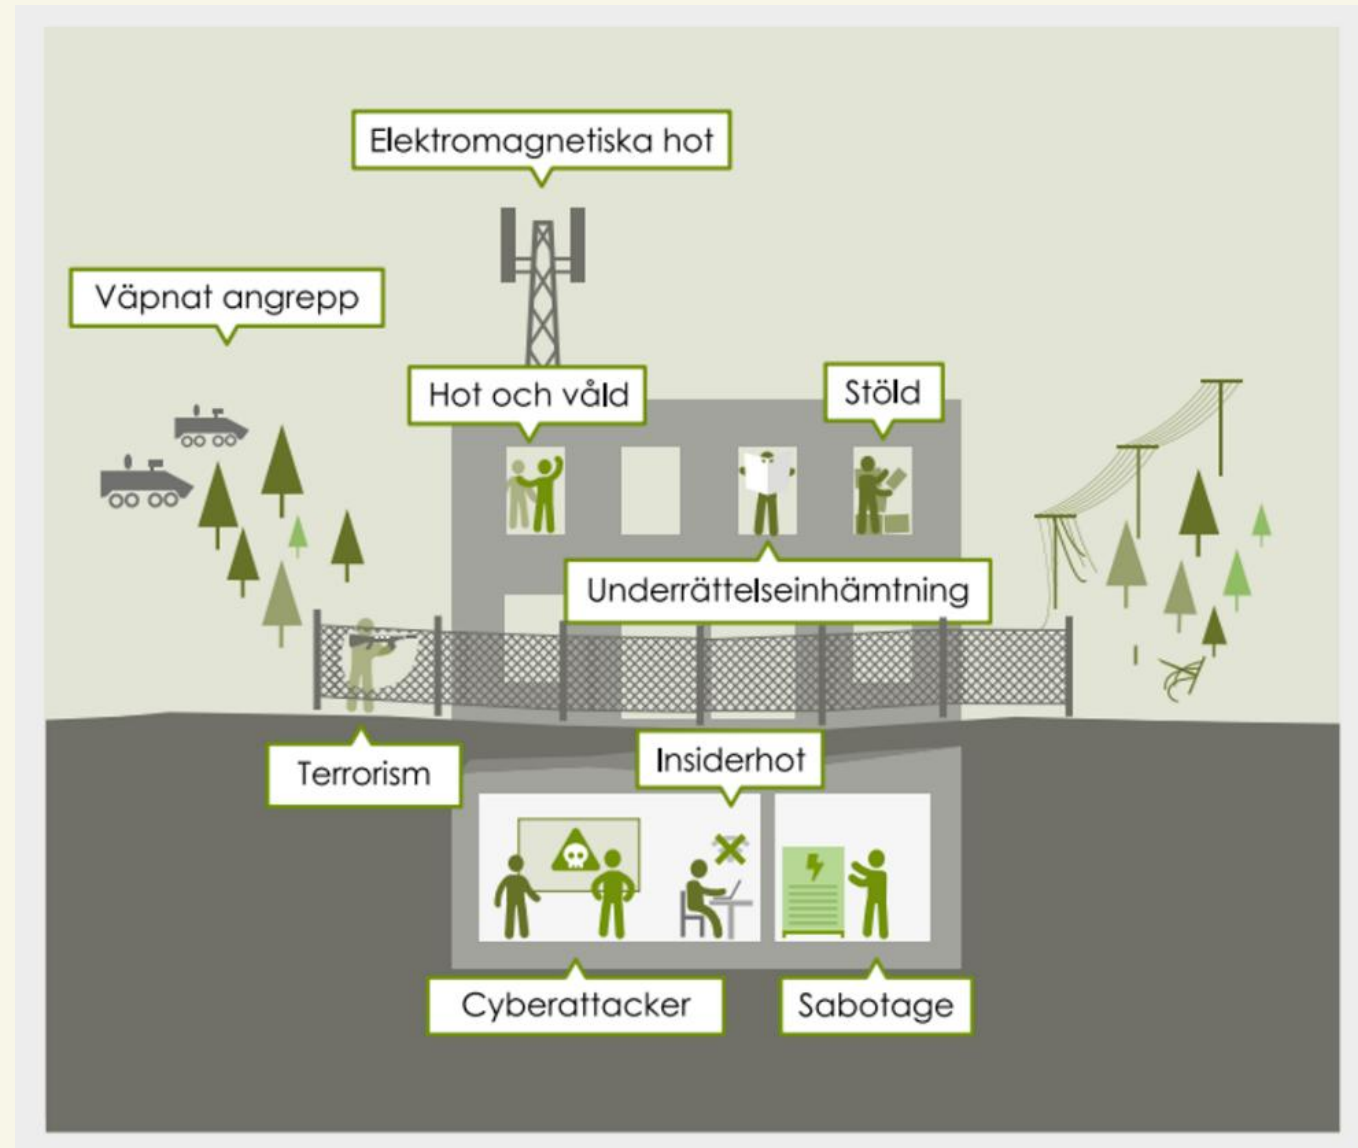 Elektromagnetiska hot
Väpnat angrepp
Hot och våld
Stöld
Underrättelseinhämtning
Terrorism
Insiderhot
Cyberattacker
Sabotage